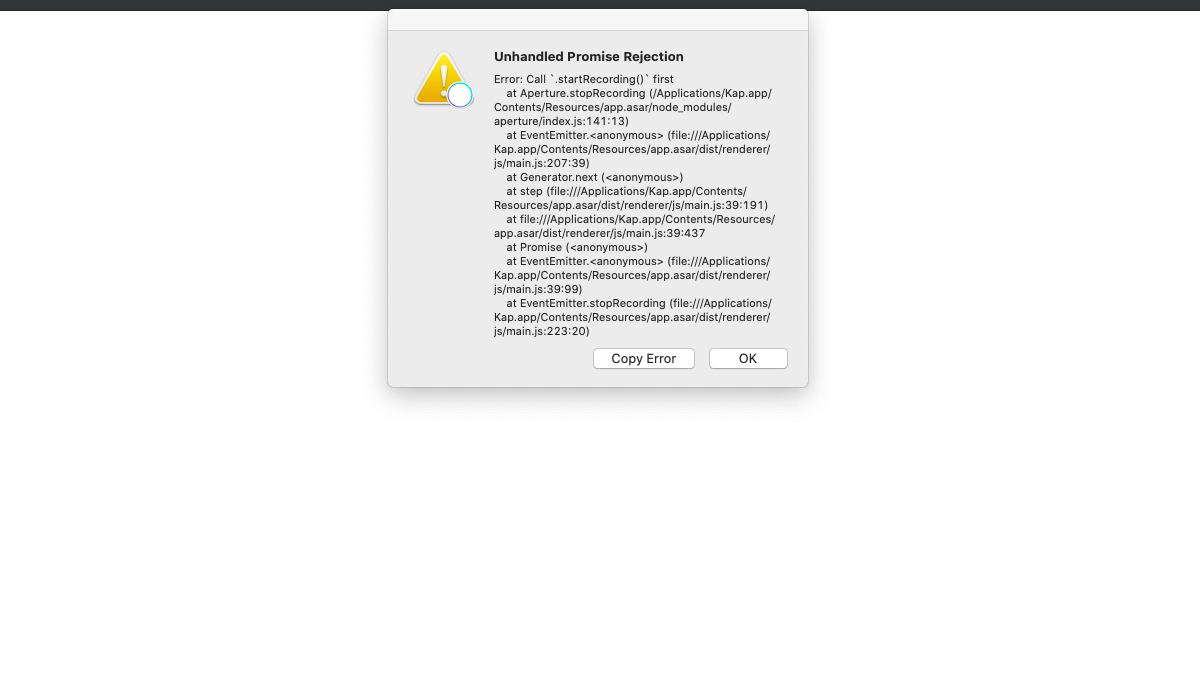 Unhandled Promise Rejection
Error: Call `.startRecording()` first
at Aperture.stopRecording (/Applications/Kap.app/
Contents/Resources/app.asar/node_modules/
aperture/index.js:141:13)
at EventEmitter.<anonymous> (file:///Applications/
Kap.app/Contents/Resources/app.asar/dist/renderer/
js/main.js:207:39)
at Generator.next (<anonymous>)
at step (file:///Applications/Kap.app/Contents/
Resources/app.asar/dist/renderer/js/main.js:39:191)
at file:///Applications/Kap.app/Contents/Resources/
app.asar/dist/renderer/js/main.js:39:437
at Promise (<anonymous>)
at EventEmitter.<anonymous> (file:///Applications/
Kap.app/Contents/Resources/app.asar/dist/renderer/
js/main.js:39:99)
at EventEmitter.stopRecording (file:///Applications/
Kap.app/Contents/Resources/app.asar/dist/renderer/
js/main.js:223:20)
Copy Error
OK